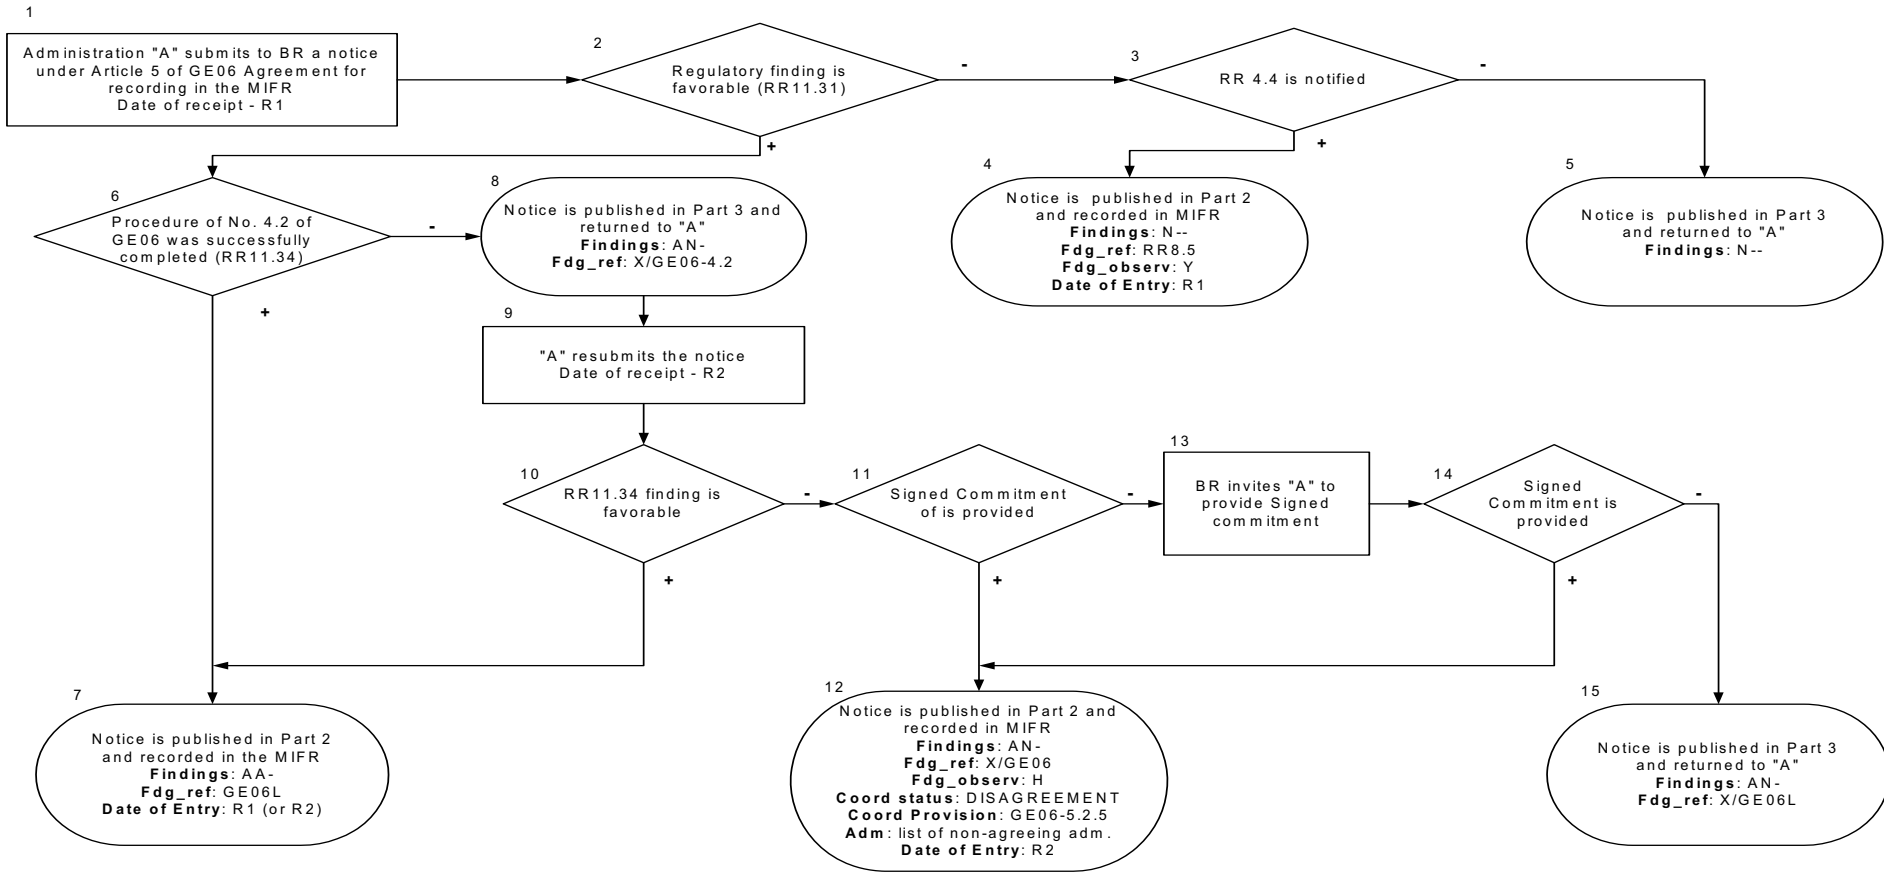 1
Administration "A" submits to BR a notice
under Article 5 of GE06 Agreement for
recording in the MIFR
Date of receipt - R1
2
Regulatory finding is
favorable (RR11.31)
-
+
3
RR 4.4 is notified
-
+
4
Notice is published in Part 2
and recorded in MIFR
Findings: N--
Fdg_ref: RR8.5
Fdg_observ: Y
Date of Entry: R1
5
Notice is published in Part 3
and returned to "A"
Findings: N--
6
Procedure of No. 4.2 of
GE06 was successfully
completed (RR11.34)
-
+
8
Notice is published in Part 3 and
returned to "A"
Findings: AN-
Fdg_ref: X/GE06-4.2
9
"A" resubmits the notice
Date of receipt - R2
10
RR11.34 finding is
favorable
-
+
11
Signed Commitment
of is provided
-
+
13
BR invites "A" to
provide Signed
commitment
14
Signed
Commitment is
provided
-
+
7
Notice is published in Part 2
and recorded in the MIFR
Findings: AA-
Fdg_ref: GE06L
Date of Entry: R1 (or R2)
12
Notice is published in Part 2 and
recorded in MIFR
Findings: AN-
Fdg_ref: X/GE06
Fdg_observ: H
Coord status: DISAGREEMENT
Coord Provision: GE06-5.2.5
Adm: list of non-agreeing adm.
Date of Entry: R2
15
Notice is published in Part 3
and returned to "A"
Findings: AN-
Fdg_ref: X/GE06L